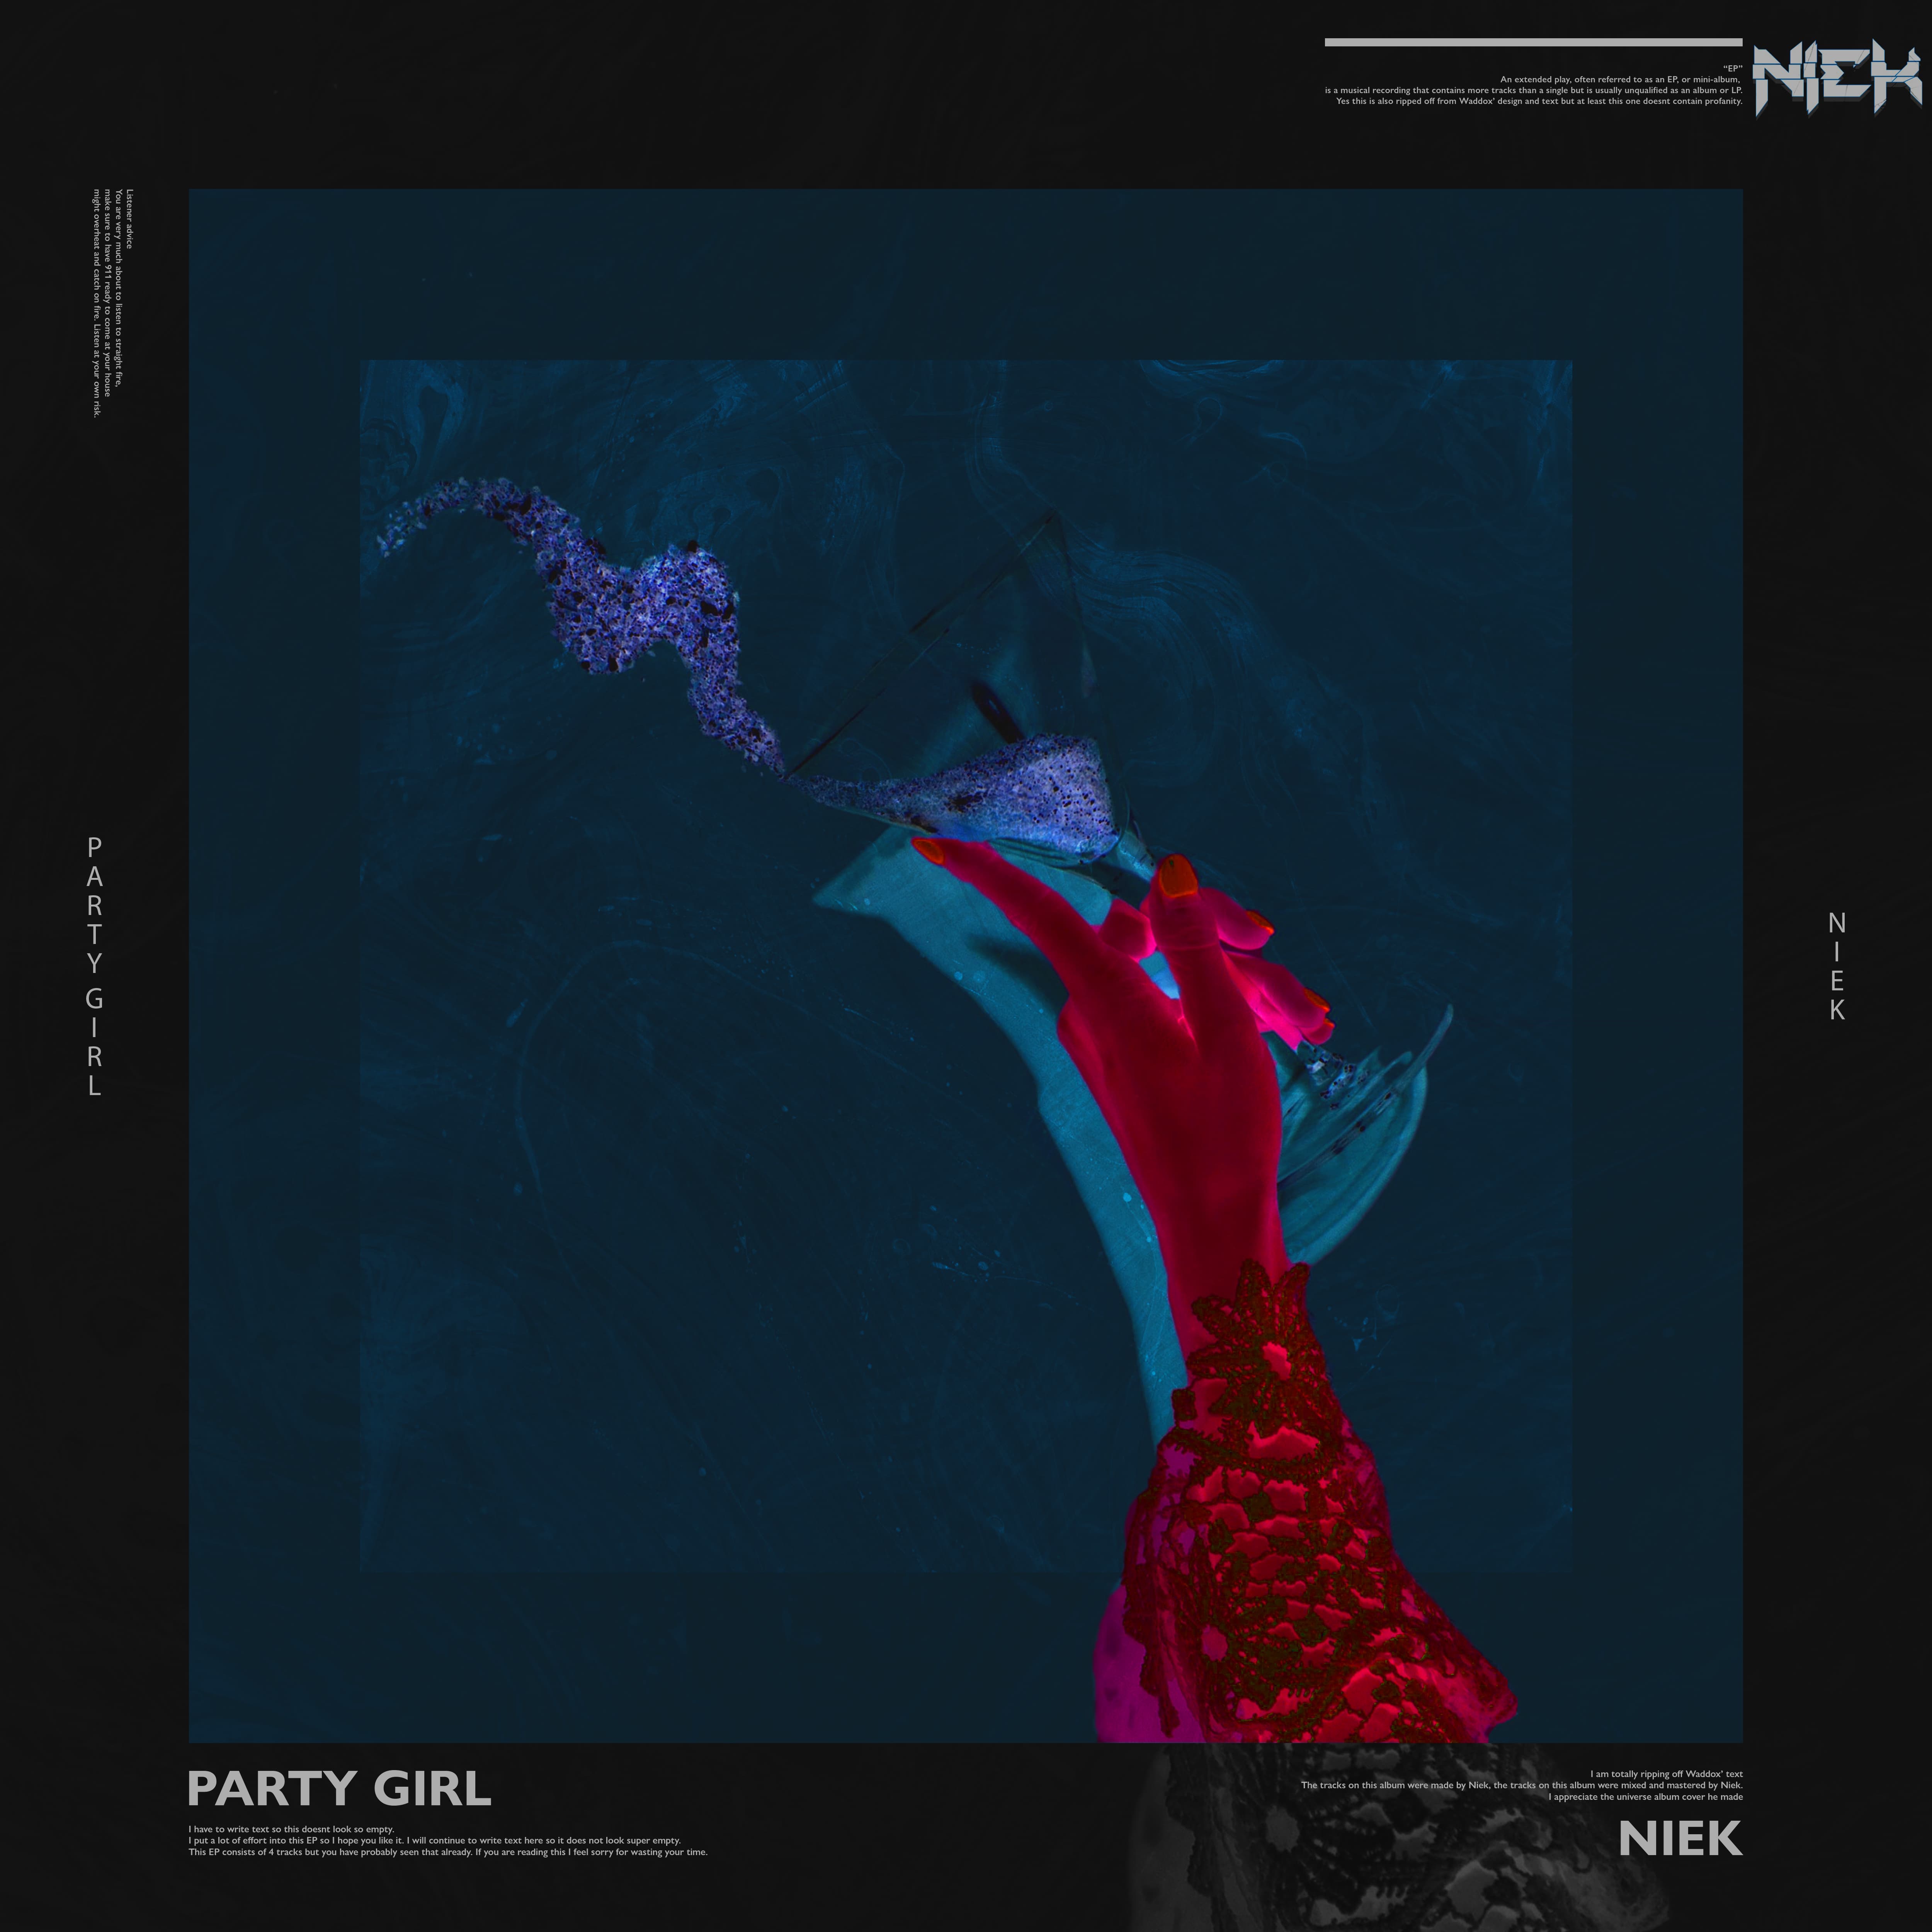 NIEK
“EP”
An extended play, often referred to as an EP, or mini-album,
is a musical recording that contains more tracks than a single but is usually unqualified as an album or LP.
Yes this is also ripped off from Waddox' design and text but at least this one doesnt contain profanity.
Listener advice
You are very much about to listen to straight fire,
make sure to have 911 ready to come at your house
might overheat and catch on fire. Listen at your own risk.
PARTY GIRL
NIEK
PARTY GIRL
I have to write text so this doesnt look so empty.
I put a lot of effort into this EP so I hope you like it. I will continue to write text here so it does not look super empty.
This EP consists of 4 tracks but you have probably seen that already. If you are reading this I feel sorry for wasting your time.
I am totally ripping off Waddox' text
The tracks on this album were made by Niek, the tracks on this album were mixed and mastered by Niek.
I appreciate the universe album cover he made
NIEK